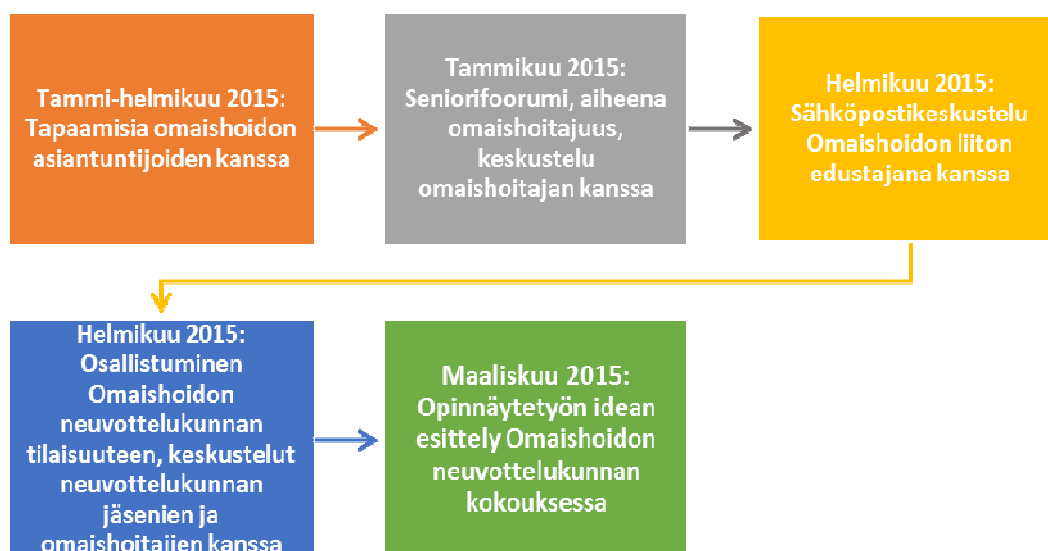 Tammi-helmikuu 2015:
Tapaamisia omaishoidon
asiantuntijoiden kanssa
Tammikuu 2015:
Seniorifoorumi, aiheena
omaishoitajuus,
keskustelu
omaishoitajan kanssa
Helmikuu 2015:
Sähköpostikeskustelu
Omaishoidon liiton
edustajana kanssa
Helmikuu 2015:
Osallistuminen
Omaishoidon
neuvottelukunnan
tilaisuuteen, keskustelut
neuvottelukunnan
jäsenien ja
omaishoitajien kanssa
Maaliskuu 2015:
Opinnäytetyön idean
esittely Omaishoidon
neuvottelukunnan
kokouksessa